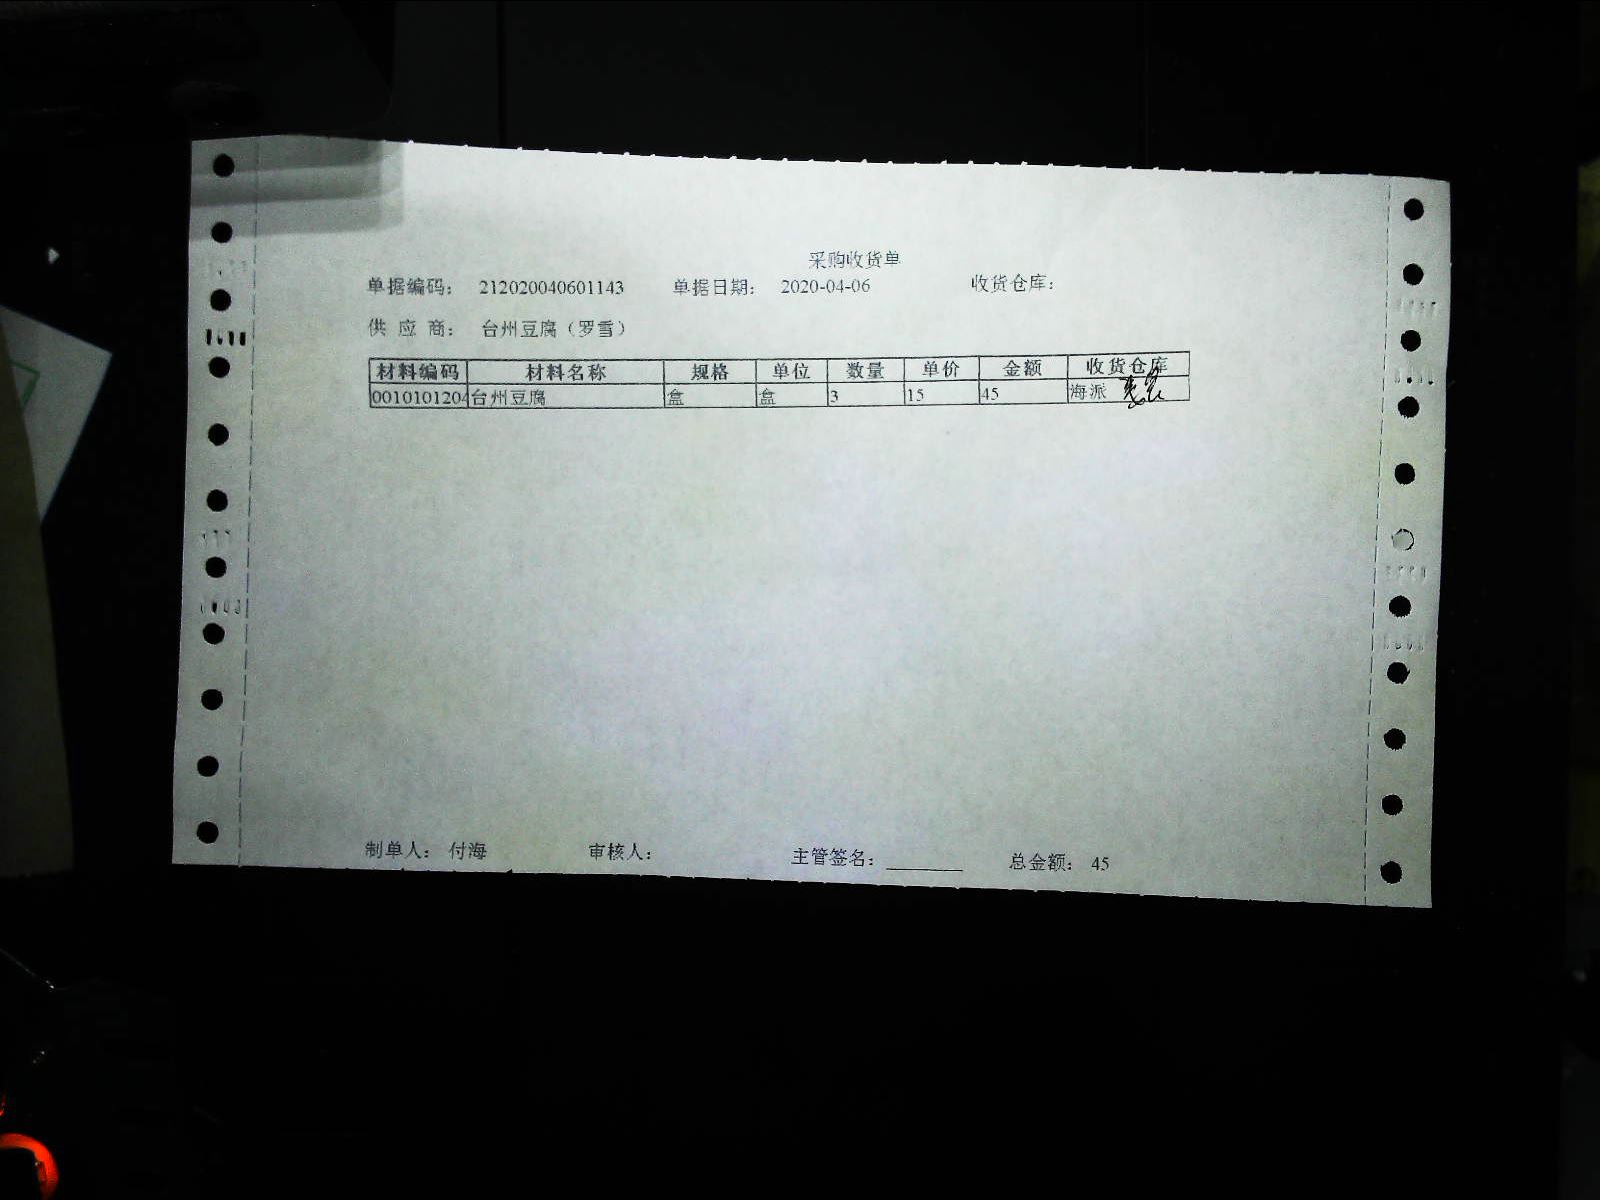 采购收货单
单据编码： 212020040601143 单据日期： 2020-04-06 收货仓库：
供 应 商： 台州豆腐（罗雪）
材料编码 材料名称 规格 单位 数量 单价 金额 收货仓库
0010101204 台州豆腐 盒 盒 3 15 45 海派
制单人： 付海 审核人： 主管签名：________ 总金额： 45